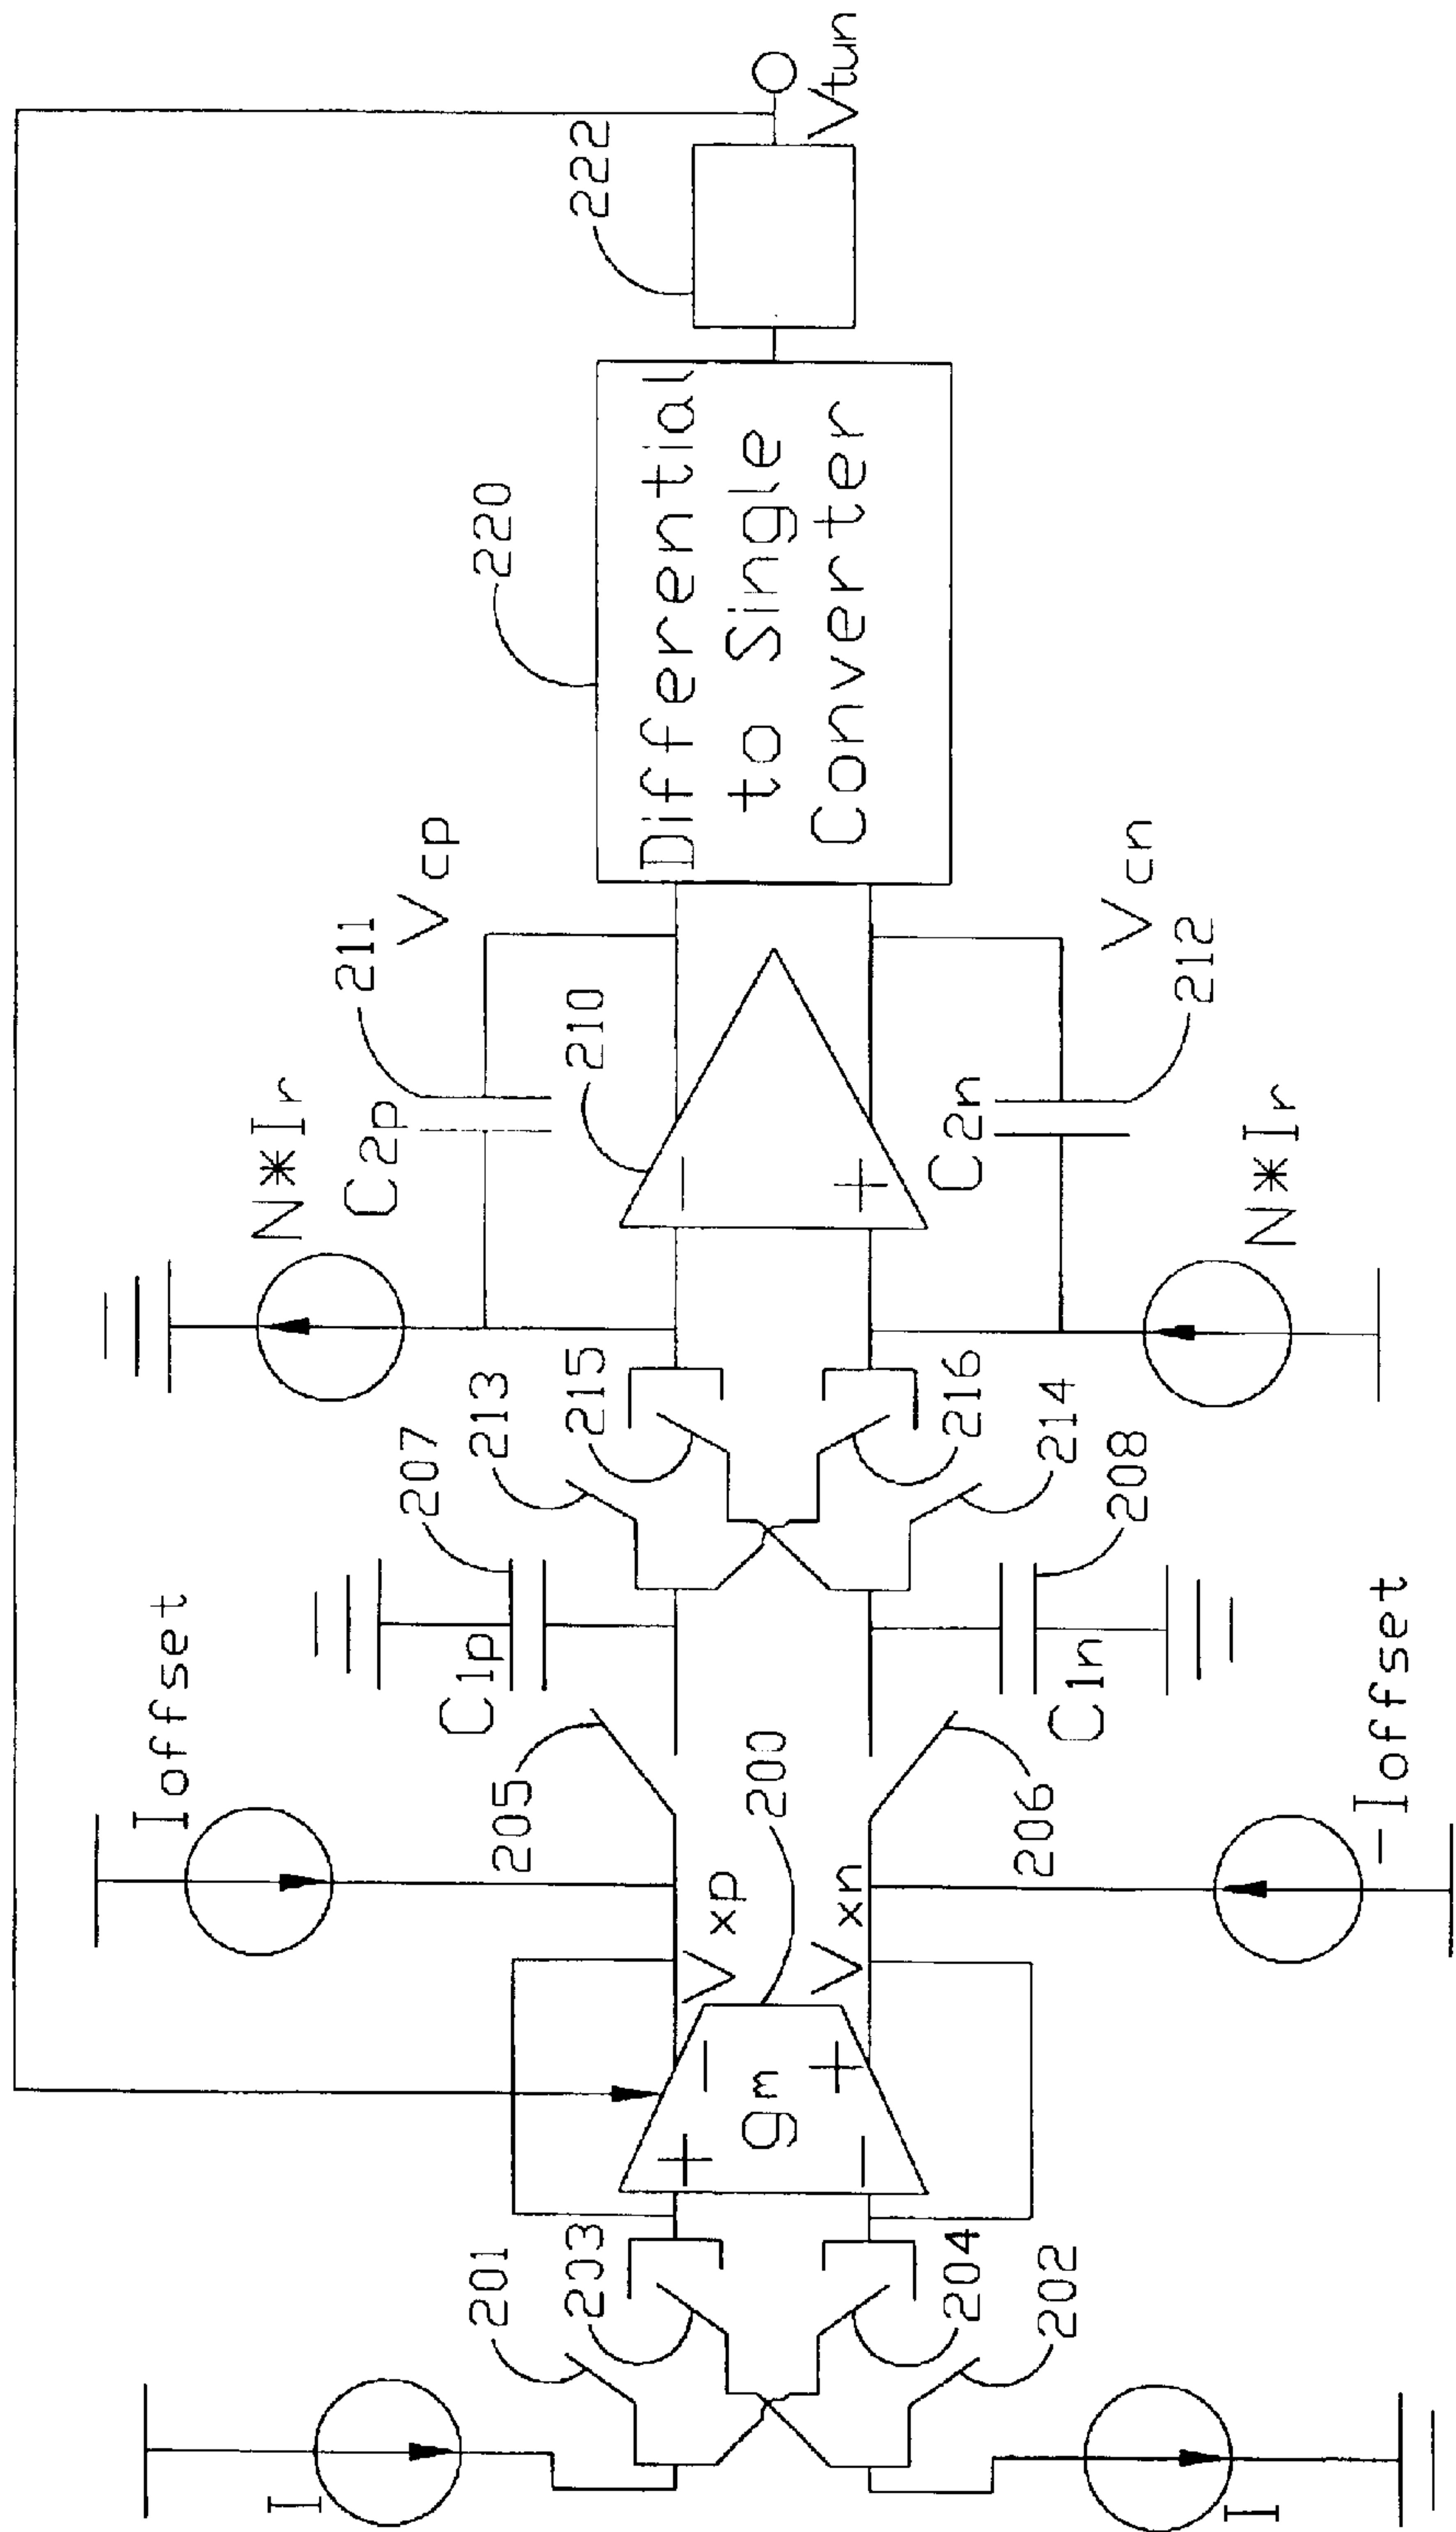 I
I
201
203
204
202
gm
+
−
−
+
Vxp
Vxn
200
Ioffset
-Ioffset
205
206
C1p
207
C1n
208
213
215
216
214
N*Ir
N*Ir
C2p
211
C2n
212
210
−
+
Vcp
Vcn
220
Differential
to Single
Converter
222
Vtun